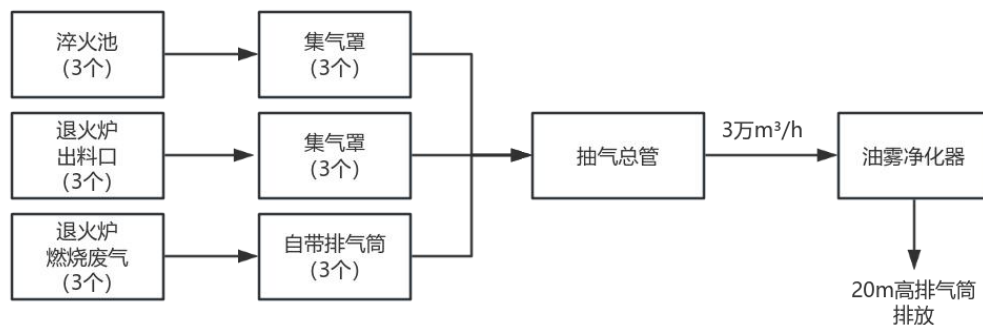 淬火池
（3个）
集气罩
（3个）
退火炉
出料口
（3个）
集气罩
（3个）
抽气总管
3万m³/h
油雾净化器
退火炉
燃烧废气
（3个）
自带排气筒
（3个）
20m高排气筒
排放